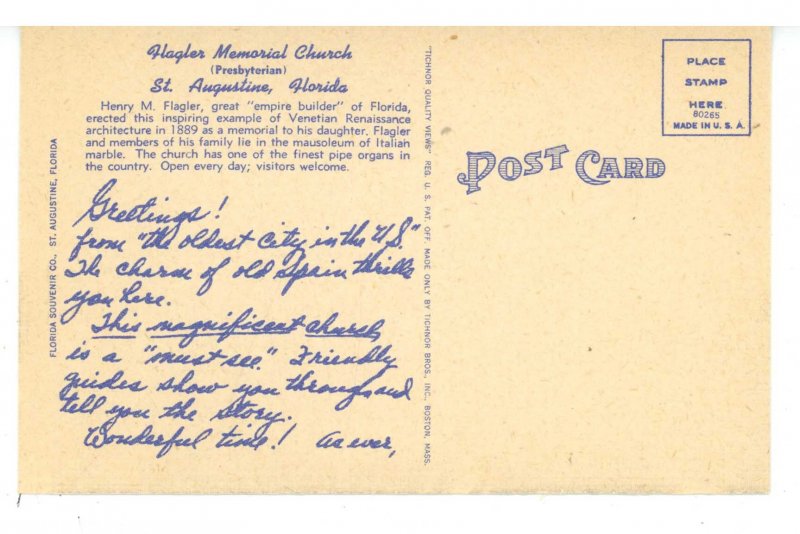 Flagler Memorial Church
(Presbyterian)
St. Augustine, Florida
Henry M. Flagler, great "empire builder" of Florida,
erected this inspiring example of Venetian Renaissance
architecture in 1889 as a memorial to his daughter. Flagler
and members of his family lie in the mausoleum of Italian
marble. The church has one of the finest pipe organs in
the country. Open every day; visitors welcome.
Greetings!
from "the oldest City in the U.S."
The charm of old Spain thrills
you here.
This magnificent church
is a "must see." Friendly
guides show you through and
tell you the story.
Wonderful time! As ever,
FLORIDA SOUVENIR CO., ST. AUGUSTINE, FLORIDA
"TICHNOR QUALITY VIEWS" REG. U. S. PAT. OFF. MADE ONLY BY TICHNOR BROS., INC., BOSTON, MASS.
POST CARD
PLACE
STAMP
HERE
80265
MADE IN U. S. A.